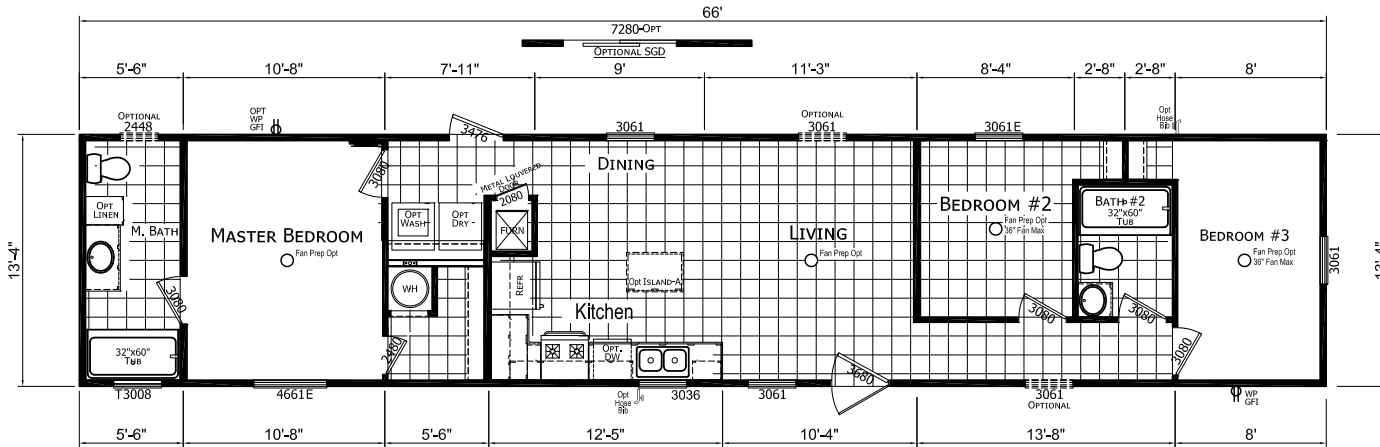 66'
7280-OPT
OPTIONAL SGD
5'-6" 10'-8" 7'-11" 9' 11'-3" 8'-4" 2'-8" 2'-8" 8'
OPTIONAL
2448
OPT
WP
GFI
3476
3061
OPTIONAL
3061
3061E
Opt
Hose
Bib
13'-4"
13'-4"
OPT
LINEN
M. BATH
3080
32"x60"
TUB
MASTER BEDROOM
Fan Prep Opt
3080
2480
OPT
WASH
OPT
DRY
METAL LOUVERED
DOOR
2080
FURN
WH
REFR
DINING
Kitchen
OPT ISLAND-A
OPT.
DW
LIVING
Fan Prep Opt
BEDROOM #2
Fan Prep Opt
36" Fan Max
3080
BATH #2
32"x60"
TUB
3080
BEDROOM #3
Fan Prep Opt
36" Fan Max
3061
3080
T3008
4661E
Opt
Hose
Bib
3036
3061
3680
3061
OPTIONAL
WP
GFI
5'-6" 10'-8" 5'-6" 12'-5" 10'-4" 13'-8" 8'